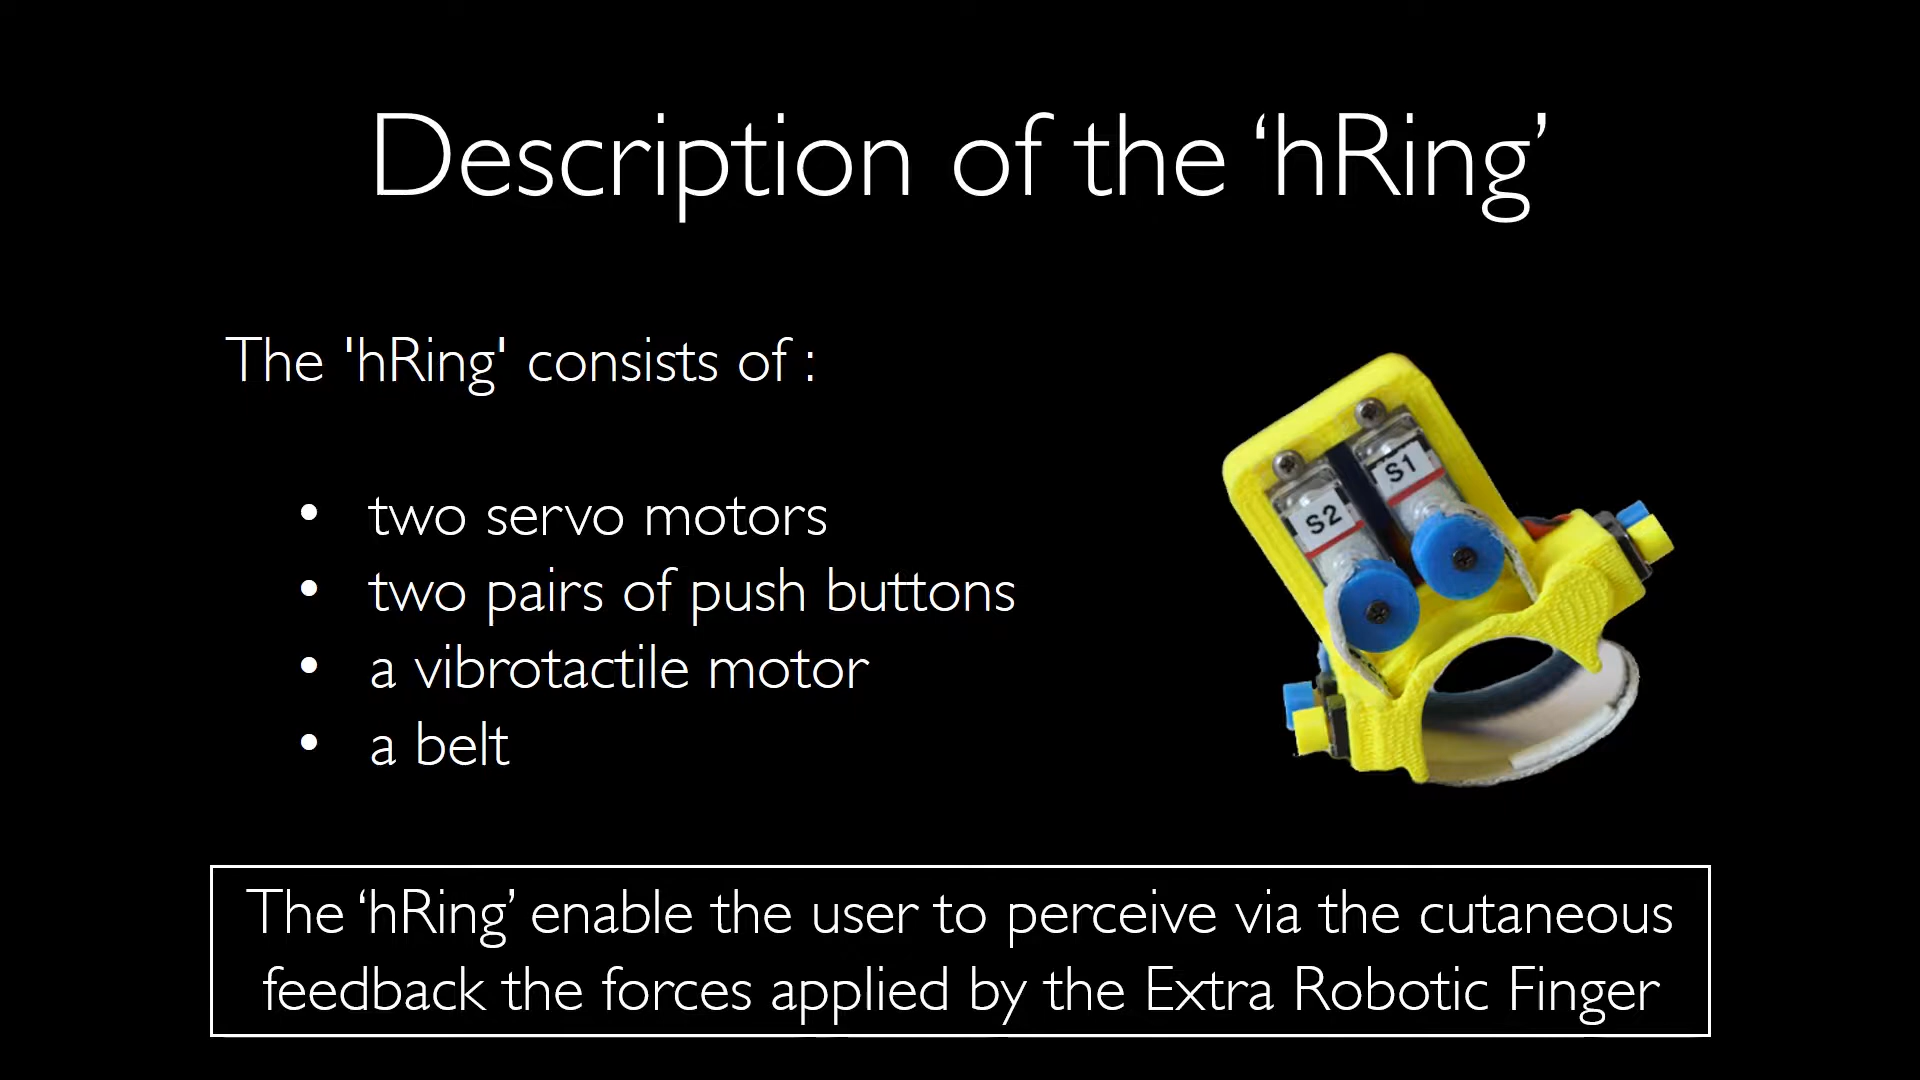 Description of the ‘hRing’
The 'hRing' consists of :
• two servo motors
• two pairs of push buttons
• a vibrotactile motor
• a belt
S1
S2
The ‘hRing’ enable the user to perceive via the cutaneous
feedback the forces applied by the Extra Robotic Finger